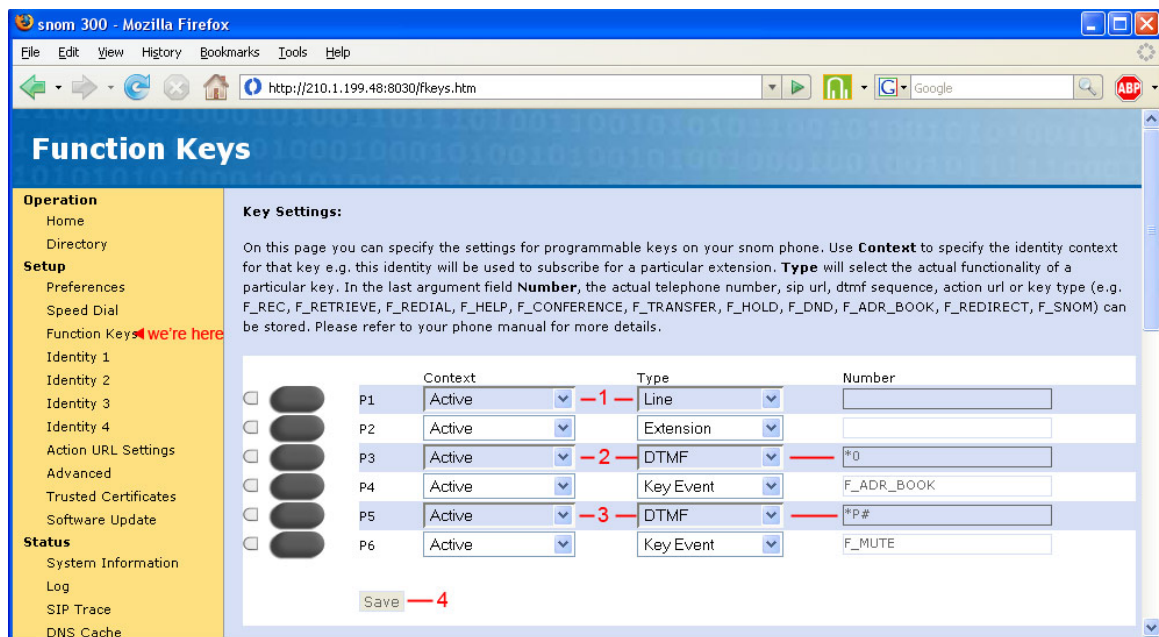 snom 300 - Mozilla Firefox
File Edit View History Bookmarks Tools Help
http://210.1.199.48:8030/fkeys.htm G Google ABP
Function Keys
Operation
Home
Directory
Setup
Preferences
Speed Dial
Function Keys we're here
Identity 1
Identity 2
Identity 3
Identity 4
Action URL Settings
Advanced
Trusted Certificates
Software Update
Status
System Information
Log
SIP Trace
DNS Cache
Key Settings:
On this page you can specify the settings for programmable keys on your snom phone. Use Context to specify the identity context
for that key e.g. this identity will be used to subscribe for a particular extension. Type will select the actual functionality of a
particular key. In the last argument field Number, the actual telephone number, sip url, dtmf sequence, action url or key type (e.g.
F_REC, F_RETRIEVE, F_REDIAL, F_HELP, F_CONFERENCE, F_TRANSFER, F_HOLD, F_DND, F_ADR_BOOK, F_REDIRECT, F_SNOM) can
be stored. Please refer to your phone manual for more details.
Context Type Number
P1 Active 1 Line
P2 Active Extension
P3 Active 2 DTMF *0
P4 Active Key Event F_ADR_BOOK
P5 Active 3 DTMF *P#
P6 Active Key Event F_MUTE
Save 4